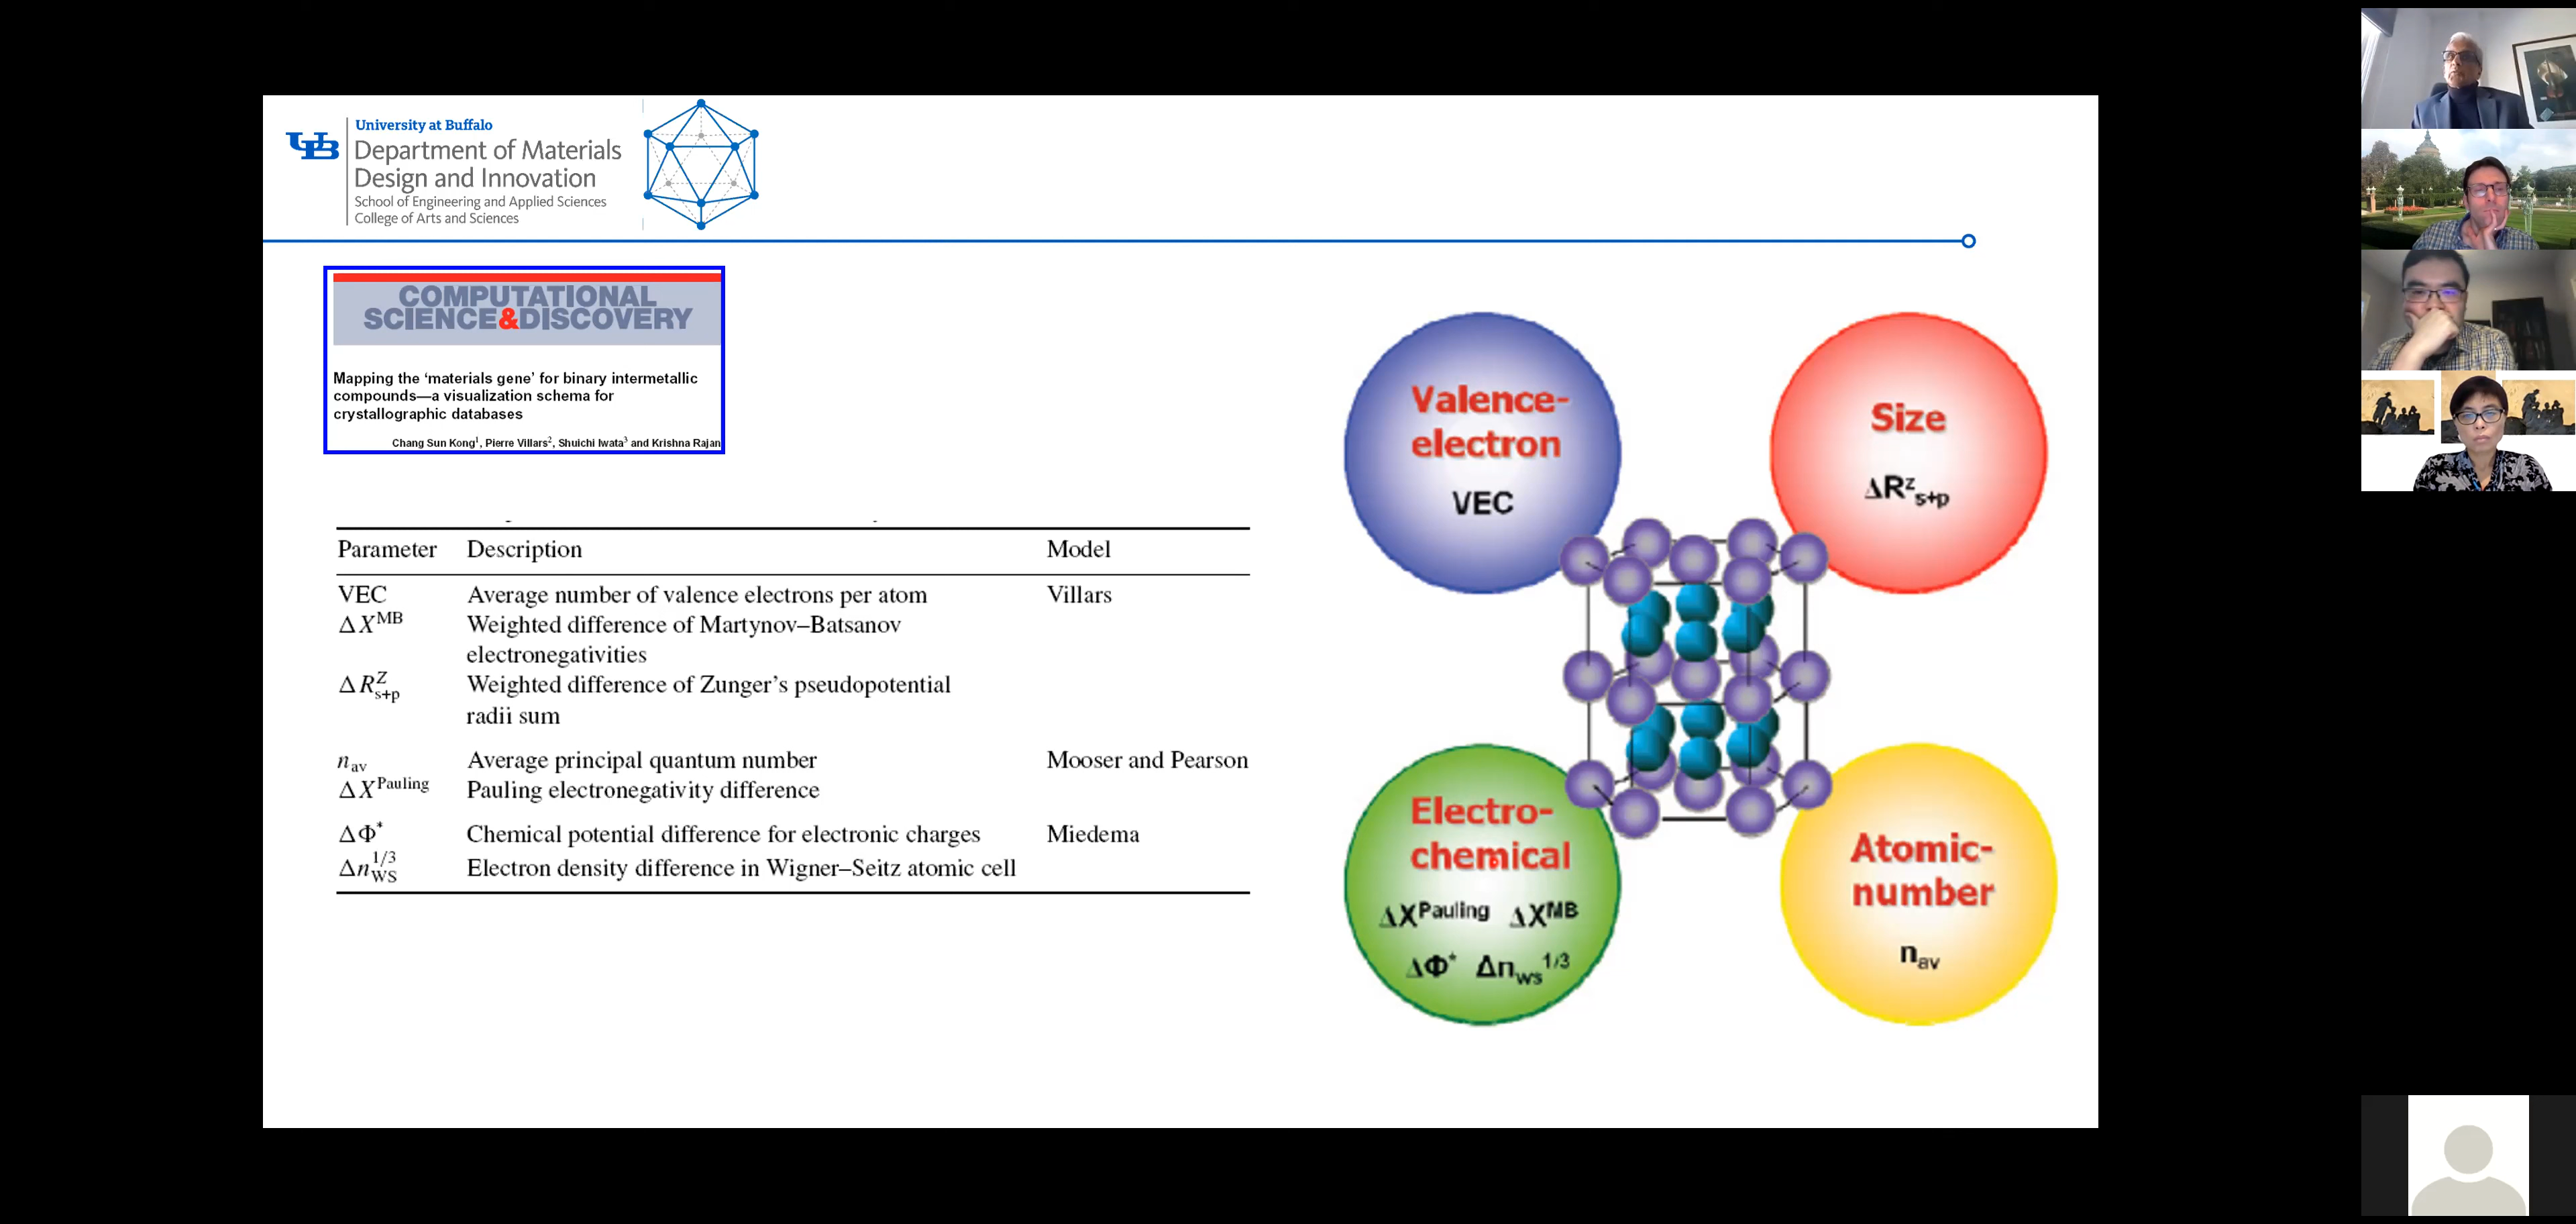 UB
University at Buffalo
Department of Materials
Design and Innovation
School of Engineering and Applied Sciences
College of Arts and Sciences
COMPUTATIONAL
SCIENCE&DISCOVERY
Mapping the ‘materials gene’ for binary intermetallic
compounds—a visualization schema for
crystallographic databases
Chang Sun Kong¹, Pierre Villars², Shuichi Iwata³ and Krishna Rajan
Parameter Description Model
VEC Average number of valence electrons per atom Villars
ΔX^MB Weighted difference of Martynov–Batsanov
electronegativities
ΔR^Z_s+p Weighted difference of Zunger’s pseudopotential
radii sum
n_av Average principal quantum number Mooser and Pearson
ΔX^Pauling Pauling electronegativity difference
ΔΦ* Chemical potential difference for electronic charges Miedema
Δn^1/3_WS Electron density difference in Wigner–Seitz atomic cell
Valence-
electron
VEC
Size
ΔR^z_s+p
Electro-
chemical
ΔX^Pauling ΔX^MB
ΔΦ* Δn_ws^1/3
Atomic-
number
n_av